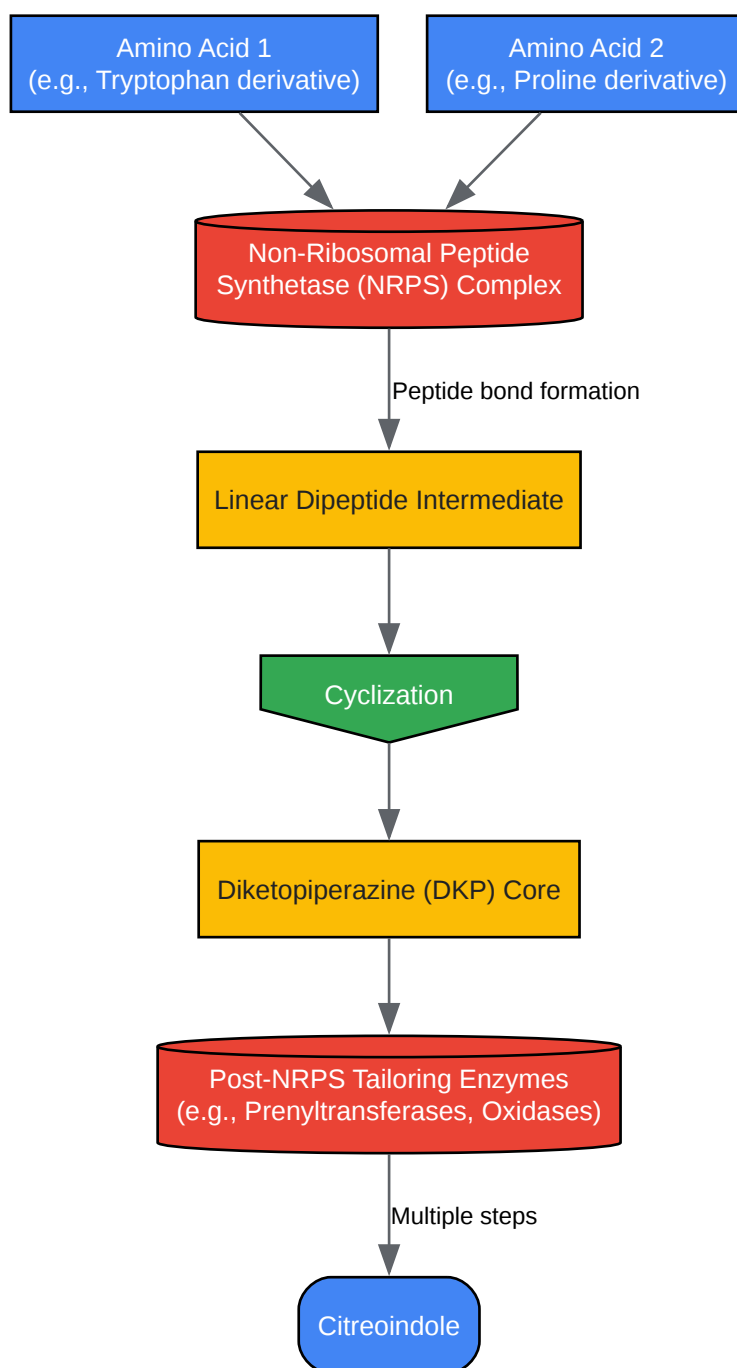 Amino Acid 1
(e.g., Tryptophan derivative)
Amino Acid 2
(e.g., Proline derivative)
Non-Ribosomal Peptide
Synthetase (NRPS) Complex
Peptide bond formation
Linear Dipeptide Intermediate
Cyclization
Diketopiperazine (DKP) Core
Post-NRPS Tailoring Enzymes
(e.g., Prenyltransferases, Oxidases)
Multiple steps
Citreoindole